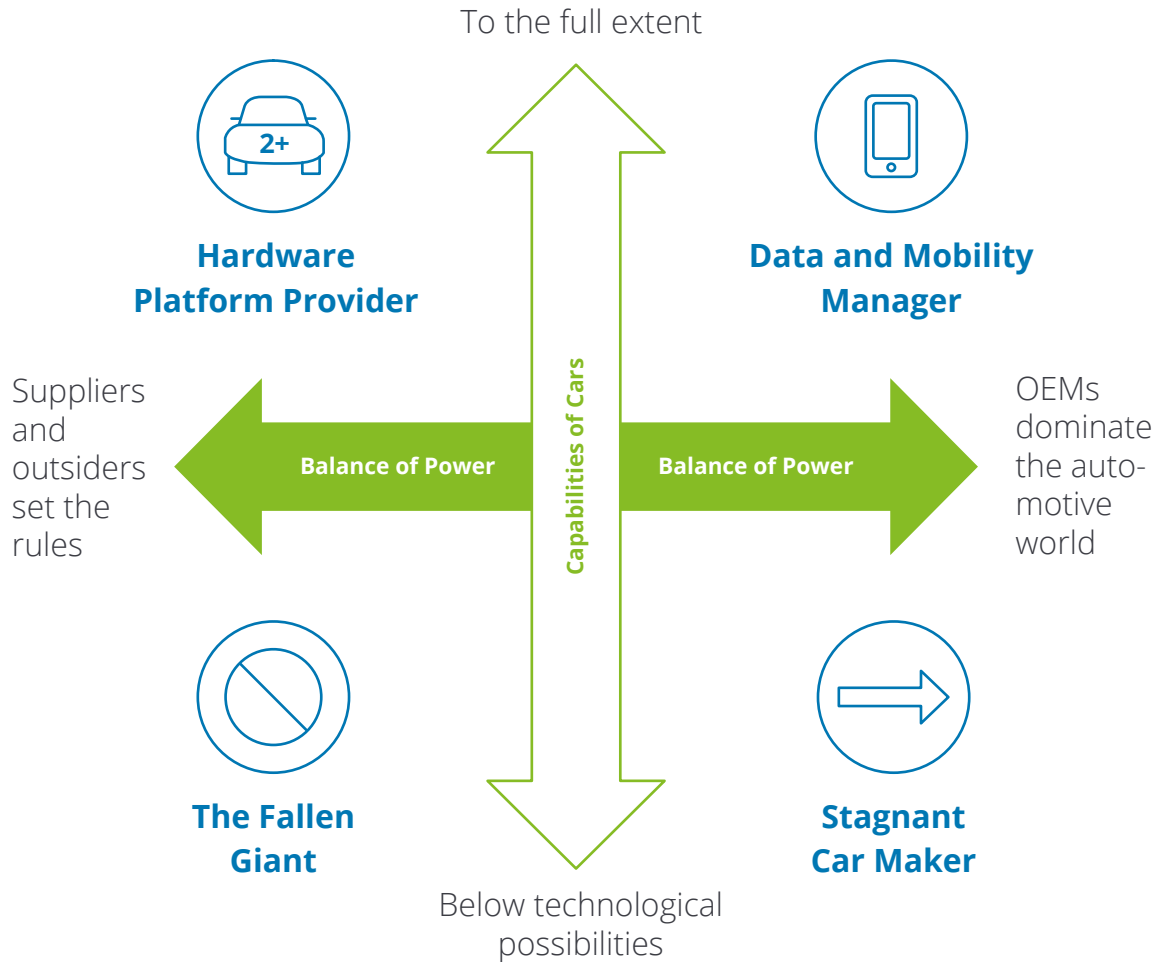 To the full extent
2+
Hardware
Platform Provider
Data and Mobility
Manager
Suppliers
and
outsiders
set the
rules
Balance of Power
Capabilities of Cars
Balance of Power
OEMs
dominate
the auto-
motive
world
The Fallen
Giant
Stagnant
Car Maker
Below technological
possibilities